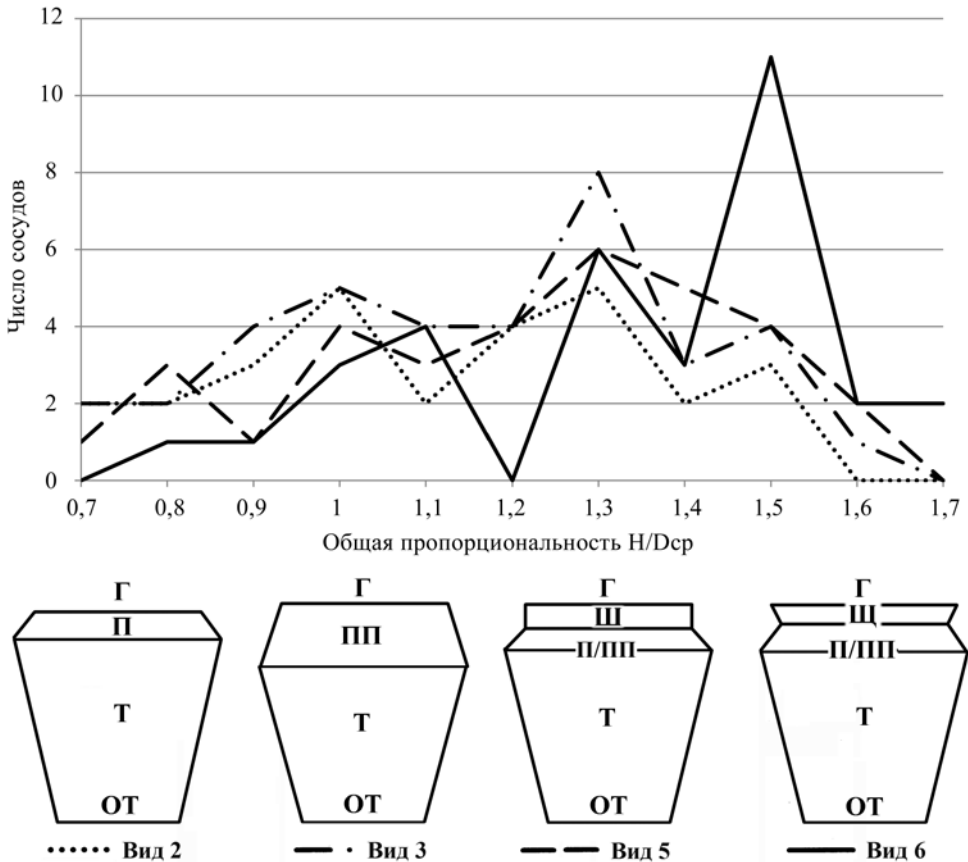 12
10
8
6
4
2
0
Число сосудов
0,7 0,8 0,9 1 1,1 1,2 1,3 1,4 1,5 1,6 1,7
Общая пропорциональность H/Dср
Г Г Г Г
П ПП Ш Щ
П/ПП П/ПП
Т Т Т Т
ОТ ОТ ОТ ОТ
Вид 2 Вид 3 Вид 5 Вид 6